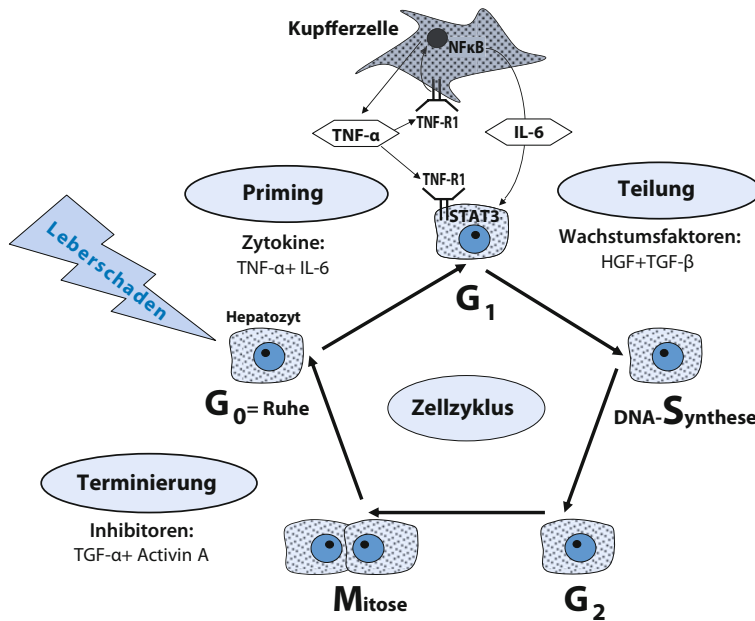 Kupfferzelle
NFκB
TNF-R1
TNF-α
IL-6
TNF-R1
STAT3
Priming
Zytokine:
TNF-α+ IL-6
Teilung
Wachstumsfaktoren:
HGF+TGF-β
Leberschaden
G1
Hepatozyt
G0= Ruhe
Zellzyklus
DNA-Synthese
Terminierung
Inhibitoren:
TGF-α+ Activin A
Mitose
G2